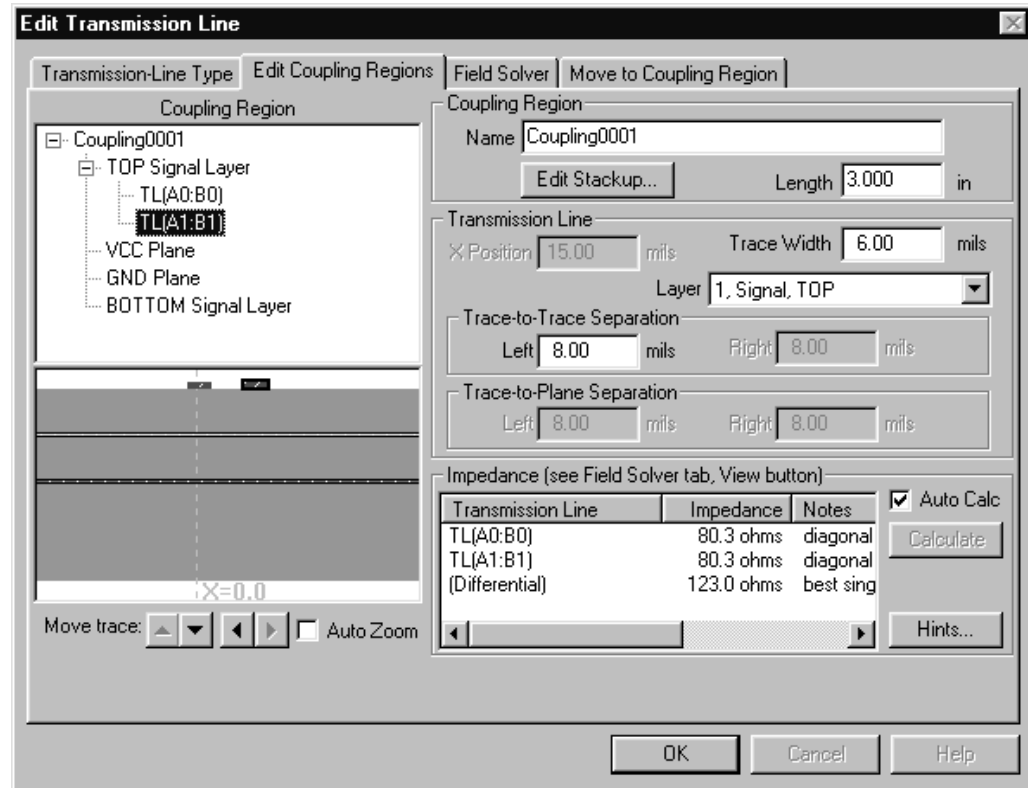 Edit Transmission Line
Transmission-Line Type Edit Coupling Regions Field Solver Move to Coupling Region
Coupling Region
Coupling0001
TOP Signal Layer
TL(A0:B0)
TL(A1:B1)
VCC Plane
GND Plane
BOTTOM Signal Layer
X=0.0
Move trace: Auto Zoom
Coupling Region
Name Coupling0001
Edit Stackup... Length 3.000 in
Transmission Line
X Position 15.00 mils Trace Width 6.00 mils
Layer 1, Signal, TOP
Trace-to-Trace Separation
Left 8.00 mils Right 8.00 mils
Trace-to-Plane Separation
Left 8.00 mils Right 8.00 mils
Impedance (see Field Solver tab, View button)
Transmission Line Impedance Notes
TL(A0:B0) 80.3 ohms diagonal
TL(A1:B1) 80.3 ohms diagonal
(Differential) 123.0 ohms best sing
Auto Calc
Calculate
Hints...
OK Cancel Help